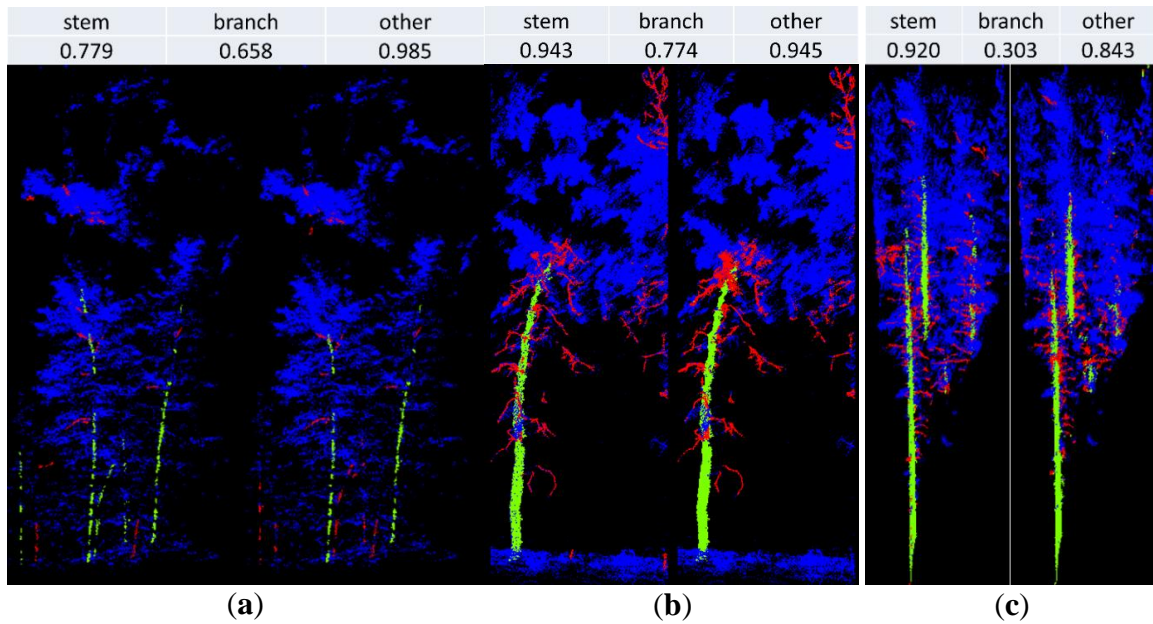 stem branch other stem branch other stem branch other
0.779 0.658 0.985 0.943 0.774 0.945 0.920 0.303 0.843
(a) (b) (c)